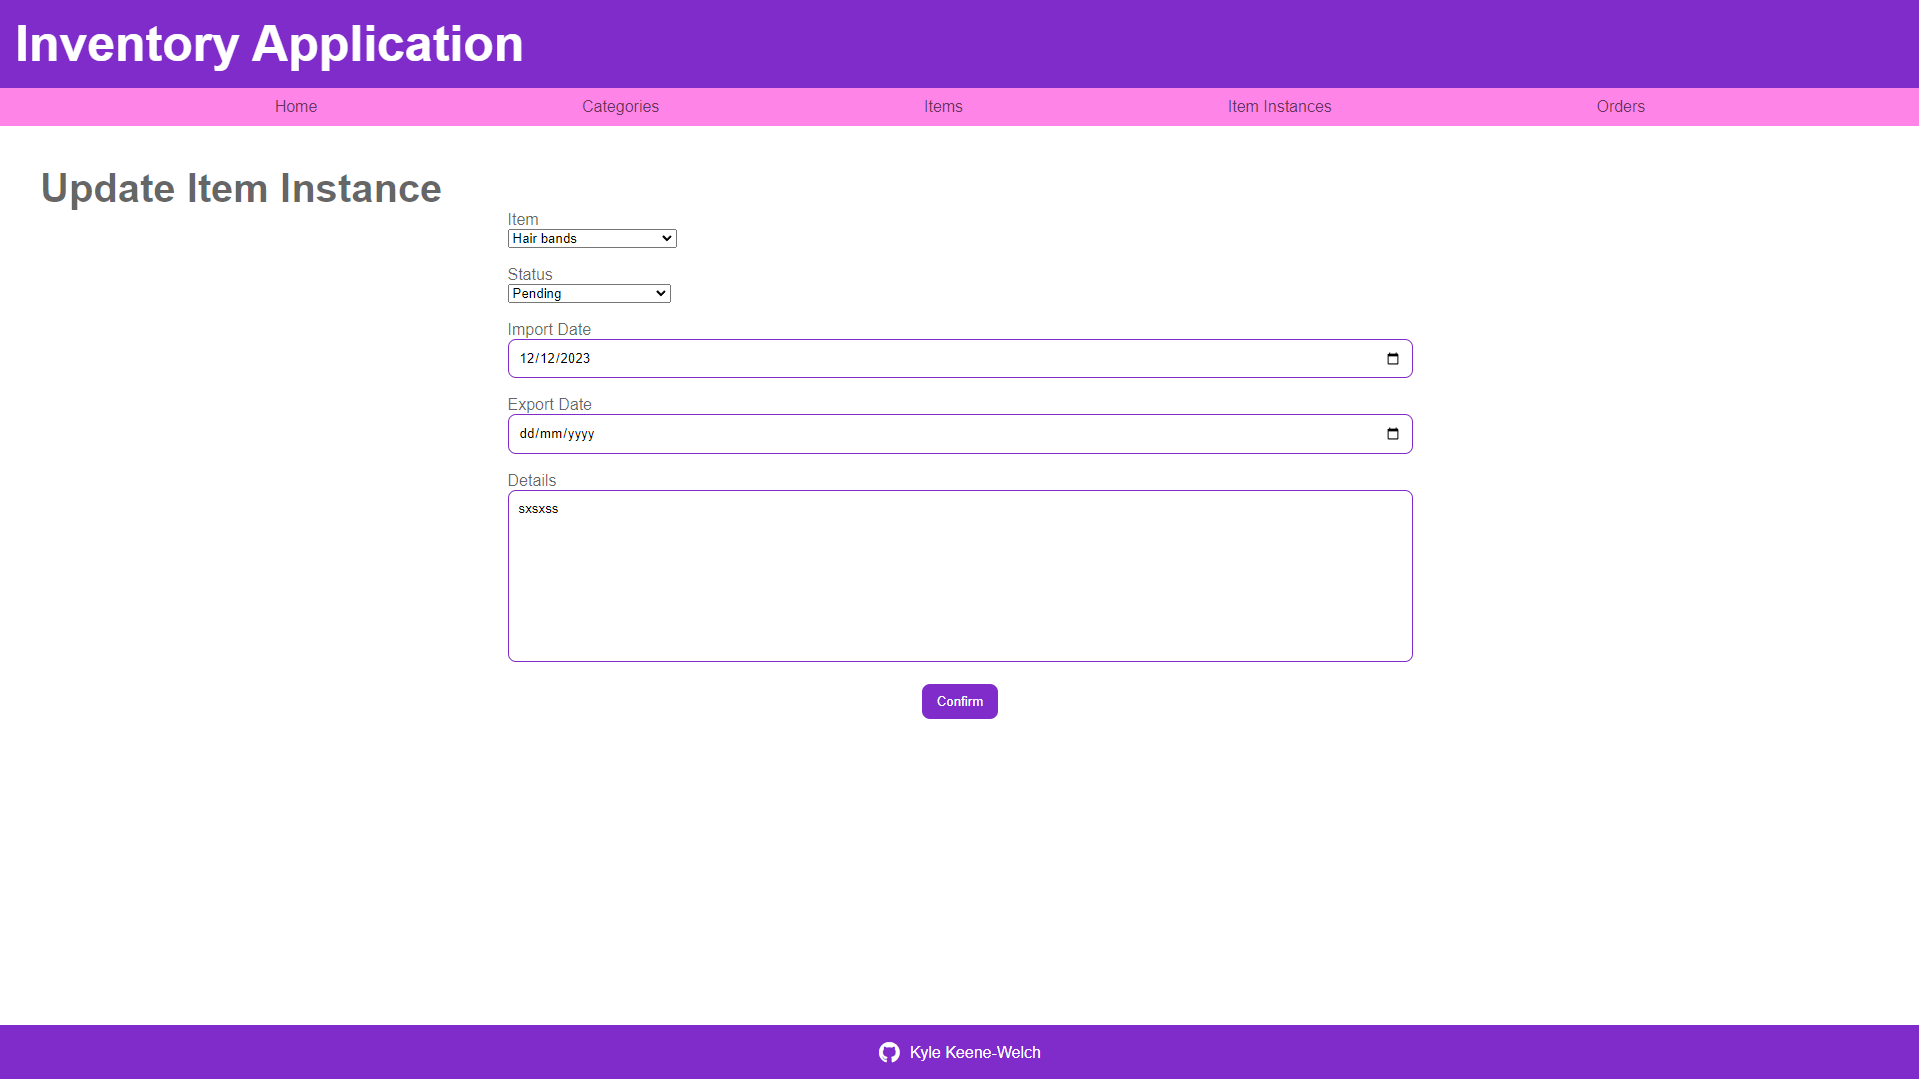 Inventory Application
Home Categories Items Item Instances Orders
Update Item Instance
Item
Hair bands
Status
Pending
Import Date
12/12/2023
Export Date
dd/mm/yyyy
Details
sxsxss
Confirm
Kyle Keene-Welch